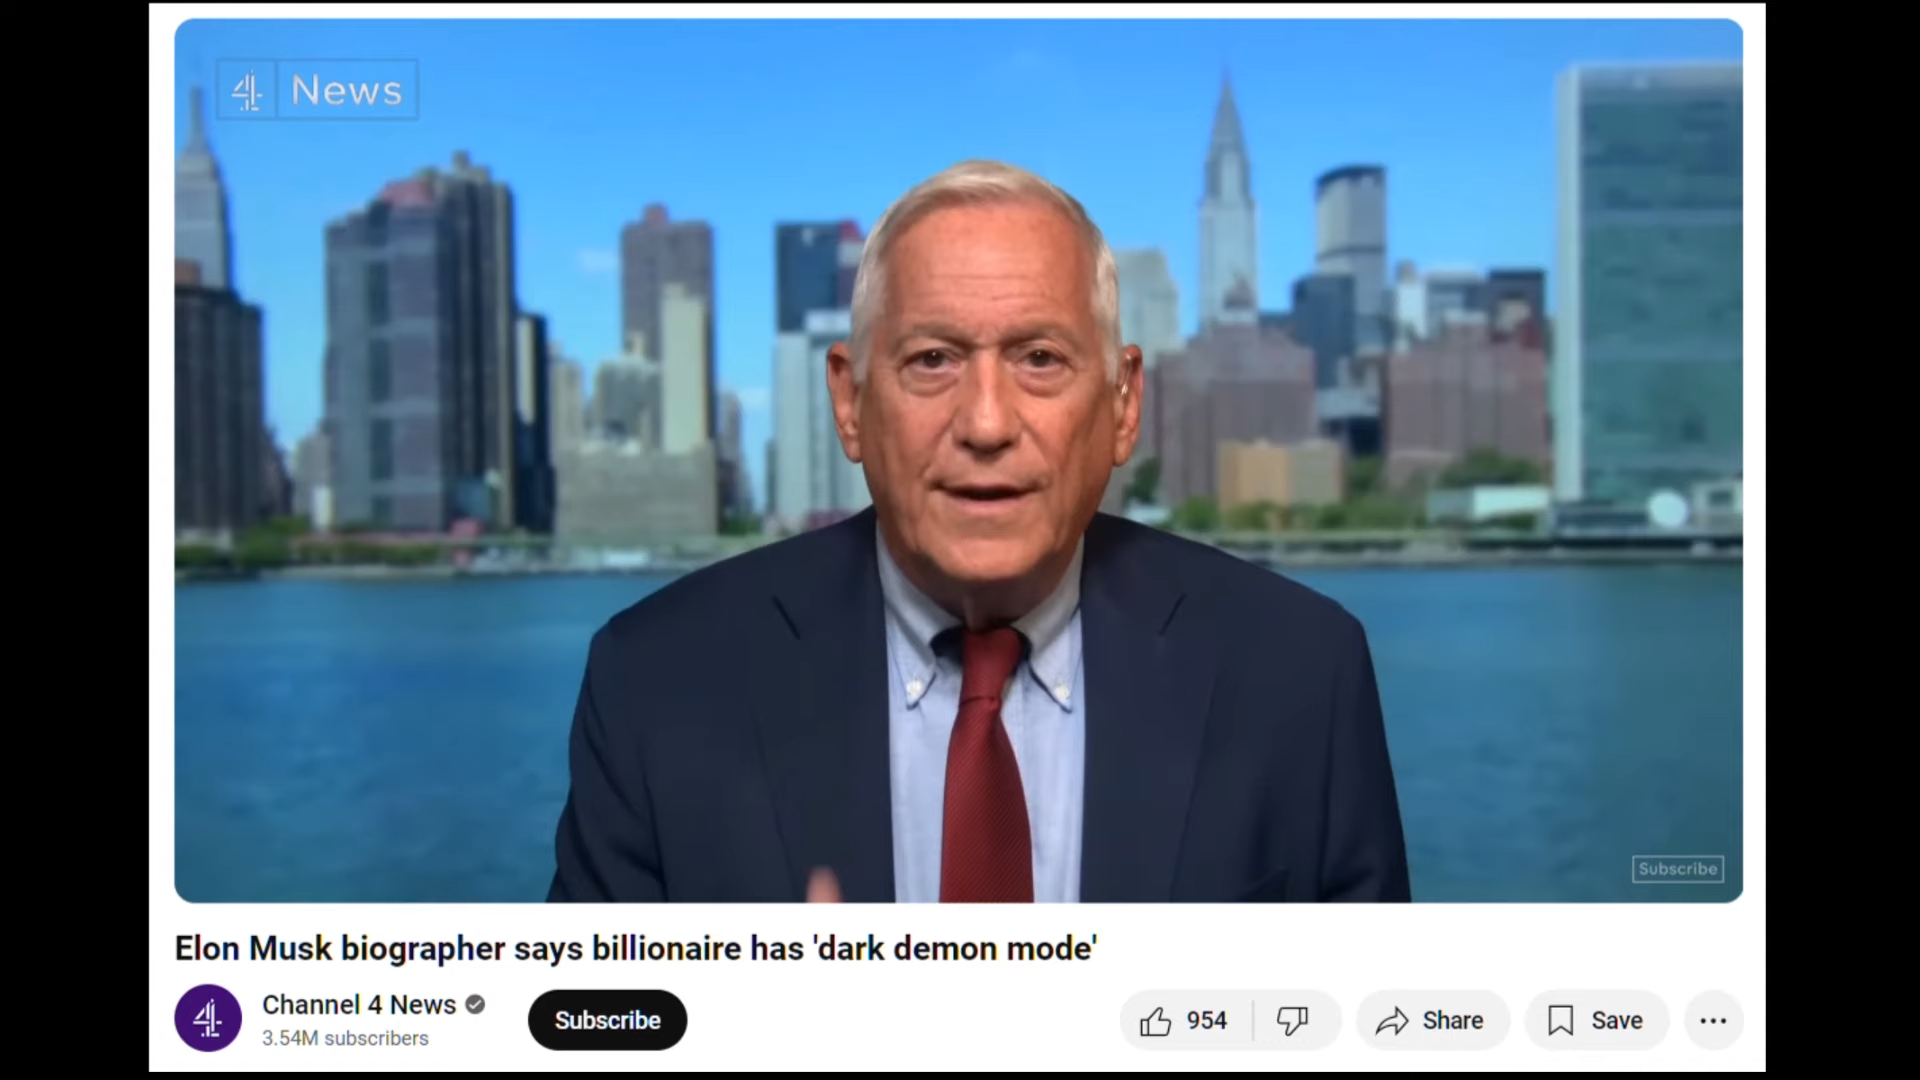 4 News
Subscribe
Elon Musk biographer says billionaire has 'dark demon mode'
4
Channel 4 News
3.54M subscribers
Subscribe
954
Share
Save